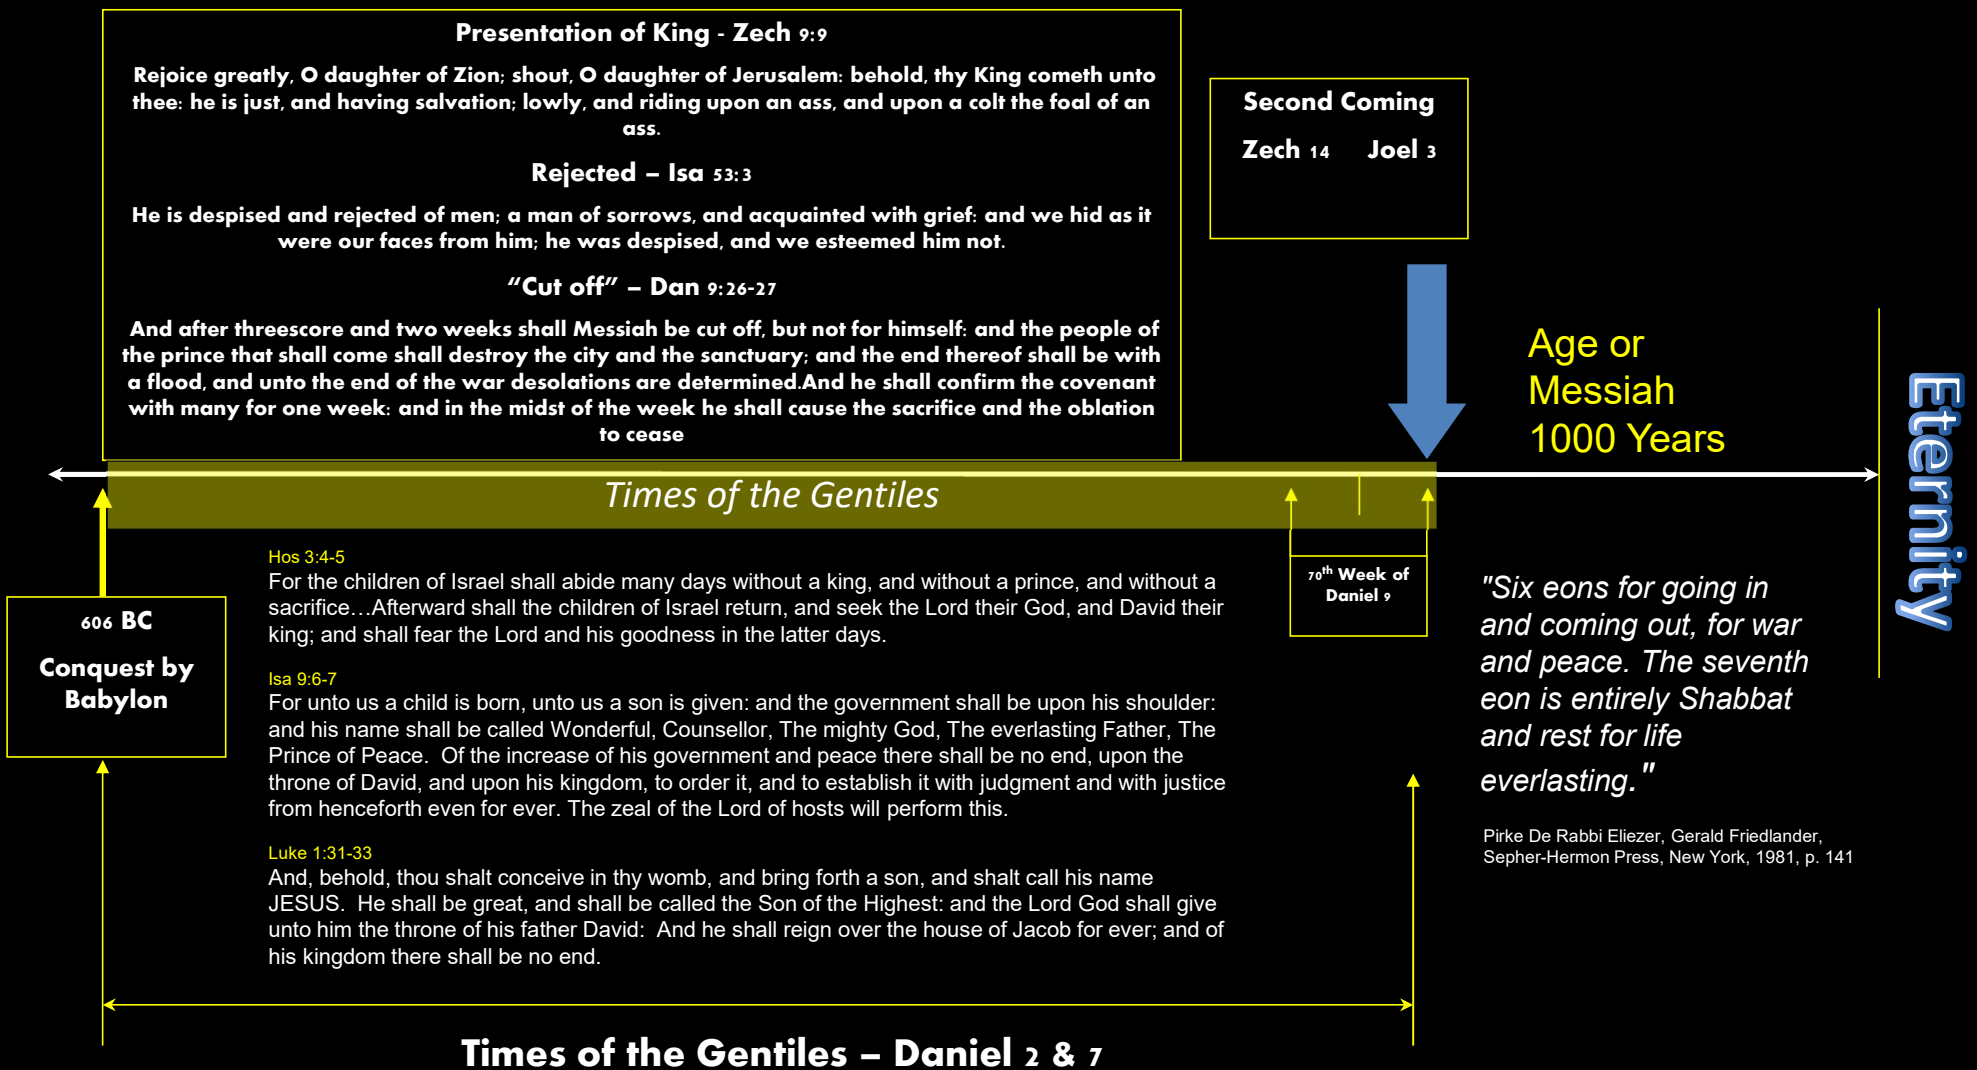 Presentation of King - Zech 9:9
Rejoice greatly, O daughter of Zion; shout, O daughter of Jerusalem: behold, thy King cometh unto
thee: he is just, and having salvation; lowly, and riding upon an ass, and upon a colt the foal of an
ass.
Rejected – Isa 53:3
He is despised and rejected of men; a man of sorrows, and acquainted with grief: and we hid as it
were our faces from him; he was despised, and we esteemed him not.
“Cut off” – Dan 9:26-27
And after threescore and two weeks shall Messiah be cut off, but not for himself: and the people of
the prince that shall come shall destroy the city and the sanctuary; and the end thereof shall be with
a flood, and unto the end of the war desolations are determined.And he shall confirm the covenant
with many for one week: and in the midst of the week he shall cause the sacrifice and the oblation
to cease
Second Coming
Zech 14 Joel 3
Age or
Messiah
1000 Years
Eternity
Times of the Gentiles
606 BC
Conquest by
Babylon
Hos 3:4-5
For the children of Israel shall abide many days without a king, and without a prince, and without a
sacrifice…Afterward shall the children of Israel return, and seek the Lord their God, and David their
king; and shall fear the Lord and his goodness in the latter days.
Isa 9:6-7
For unto us a child is born, unto us a son is given: and the government shall be upon his shoulder:
and his name shall be called Wonderful, Counsellor, The mighty God, The everlasting Father, The
Prince of Peace. Of the increase of his government and peace there shall be no end, upon the
throne of David, and upon his kingdom, to order it, and to establish it with judgment and with justice
from henceforth even for ever. The zeal of the Lord of hosts will perform this.
Luke 1:31-33
And, behold, thou shalt conceive in thy womb, and bring forth a son, and shalt call his name
JESUS. He shall be great, and shall be called the Son of the Highest: and the Lord God shall give
unto him the throne of his father David: And he shall reign over the house of Jacob for ever; and of
his kingdom there shall be no end.
70th Week of
Daniel 9
"Six eons for going in
and coming out, for war
and peace. The seventh
eon is entirely Shabbat
and rest for life
everlasting."
Pirke De Rabbi Eliezer, Gerald Friedlander,
Sepher-Hermon Press, New York, 1981, p. 141
Times of the Gentiles – Daniel 2 & 7